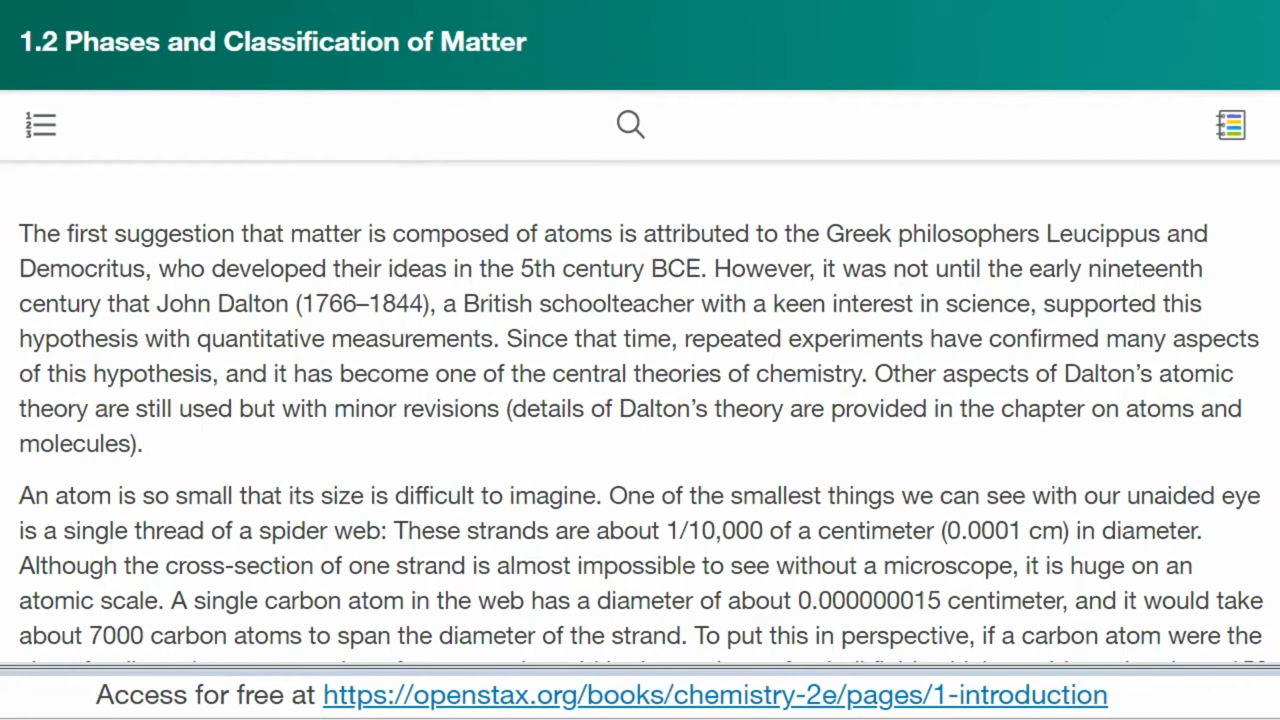 1.2 Phases and Classification of Matter
The first suggestion that matter is composed of atoms is attributed to the Greek philosophers Leucippus and
Democritus, who developed their ideas in the 5th century BCE. However, it was not until the early nineteenth
century that John Dalton (1766–1844), a British schoolteacher with a keen interest in science, supported this
hypothesis with quantitative measurements. Since that time, repeated experiments have confirmed many aspects
of this hypothesis, and it has become one of the central theories of chemistry. Other aspects of Dalton’s atomic
theory are still used but with minor revisions (details of Dalton’s theory are provided in the chapter on atoms and
molecules).
An atom is so small that its size is difficult to imagine. One of the smallest things we can see with our unaided eye
is a single thread of a spider web: These strands are about 1/10,000 of a centimeter (0.0001 cm) in diameter.
Although the cross-section of one strand is almost impossible to see without a microscope, it is huge on an
atomic scale. A single carbon atom in the web has a diameter of about 0.000000015 centimeter, and it would take
about 7000 carbon atoms to span the diameter of the strand. To put this in perspective, if a carbon atom were the
Access for free at https://openstax.org/books/chemistry-2e/pages/1-introduction